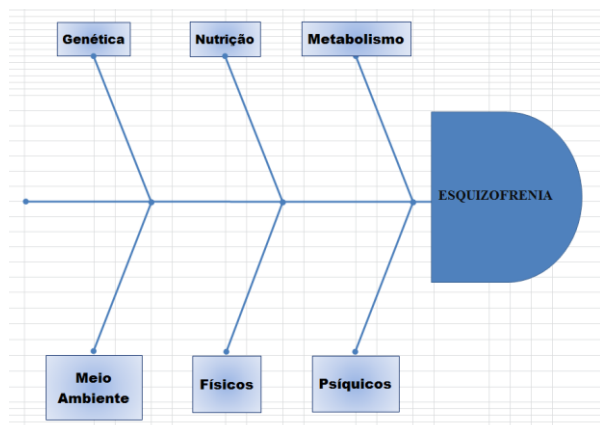 Genética
Nutrição
Metabolismo
ESQUIZOFRENIA
Meio
Ambiente
Físicos
Psíquicos